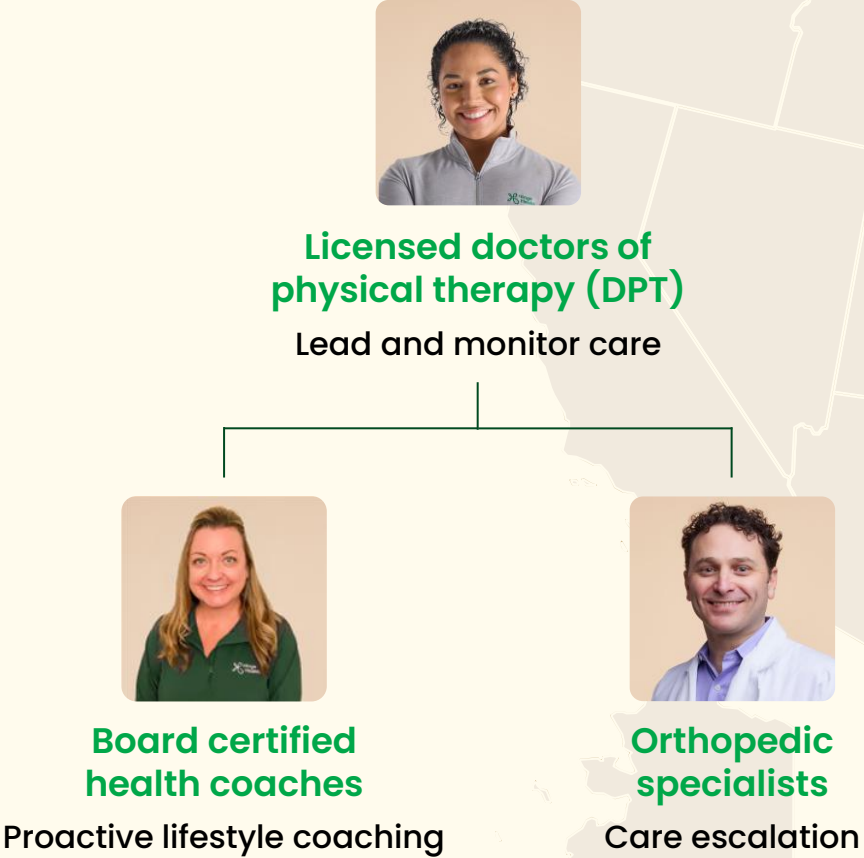 Licensed doctors of
physical therapy (DPT)
Lead and monitor care
Board certified
health coaches
Proactive lifestyle coaching
Orthopedic
specialists
Care escalation